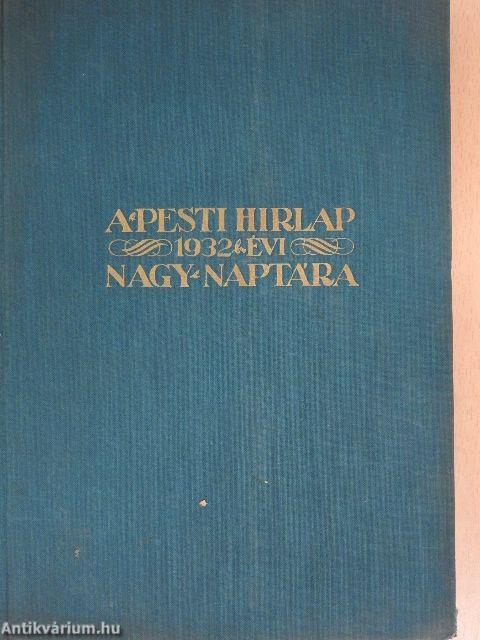 A PESTI HIRLAP
1932 ÉVI
NAGY NAPTÁRA
Antikvárium.hu